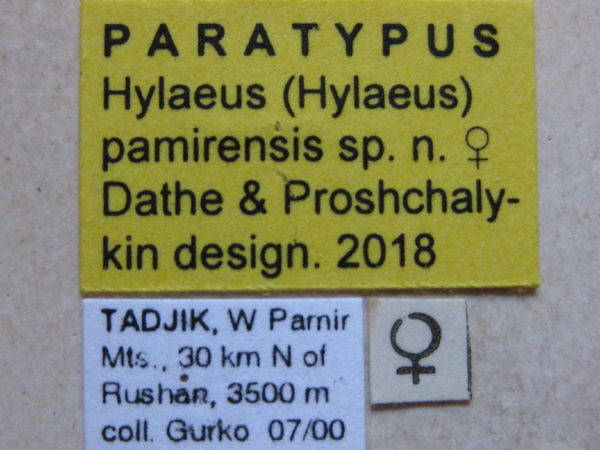 PARATYPUS
Hylaeus (Hylaeus)
pamirensis sp. n. ♀
Dathe & Proshchaly-
kin design. 2018
TADJIK, W Pamir
Mts., 30 km N of
Rushan, 3500 m
coll. Gurko 07/00
♀